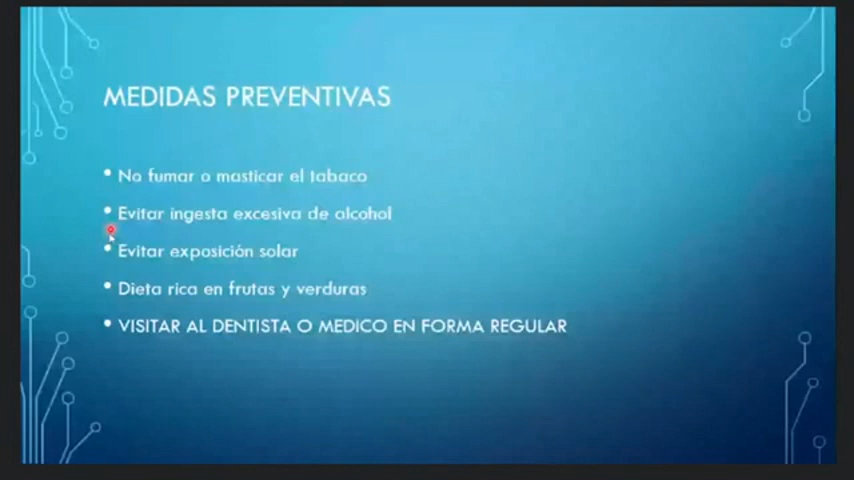 MEDIDAS PREVENTIVAS
• No fumar o masticar el tabaco
• Evitar ingesta excesiva de alcohol
• Evitar exposición solar
• Dieta rica en frutas y verduras
• VISITAR AL DENTISTA O MEDICO EN FORMA REGULAR